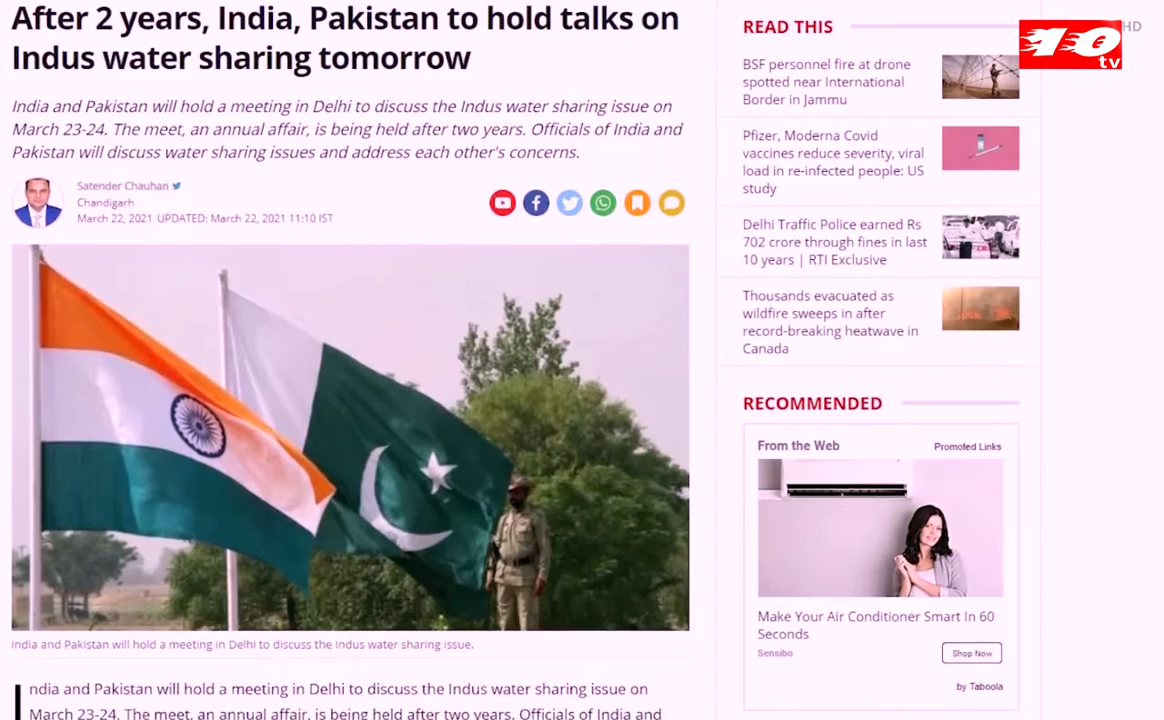 After 2 years, India, Pakistan to hold talks on
Indus water sharing tomorrow
India and Pakistan will hold a meeting in Delhi to discuss the Indus water sharing issue on
March 23-24. The meet, an annual affair, is being held after two years. Officials of India and
Pakistan will discuss water sharing issues and address each other's concerns.
Satender Chauhan
Chandigarh
March 22, 2021 UPDATED: March 22, 2021 11:10 IST
India and Pakistan will hold a meeting in Delhi to discuss the Indus water sharing issue.
India and Pakistan will hold a meeting in Delhi to discuss the Indus water sharing issue on
March 23-24. The meet, an annual affair, is being held after two years. Officials of India and
READ THIS
BSF personnel fire at drone
spotted near International
Border in Jammu
Pfizer, Moderna Covid
vaccines reduce severity, viral
load in re-infected people: US
study
Delhi Traffic Police earned Rs
702 crore through fines in last
10 years | RTI Exclusive
Thousands evacuated as
wildfire sweeps in after
record-breaking heatwave in
Canada
RECOMMENDED
From the Web Promoted Links
Make Your Air Conditioner Smart In 60
Seconds
Sensibo
Shop Now
by Taboola
10
tv
HD